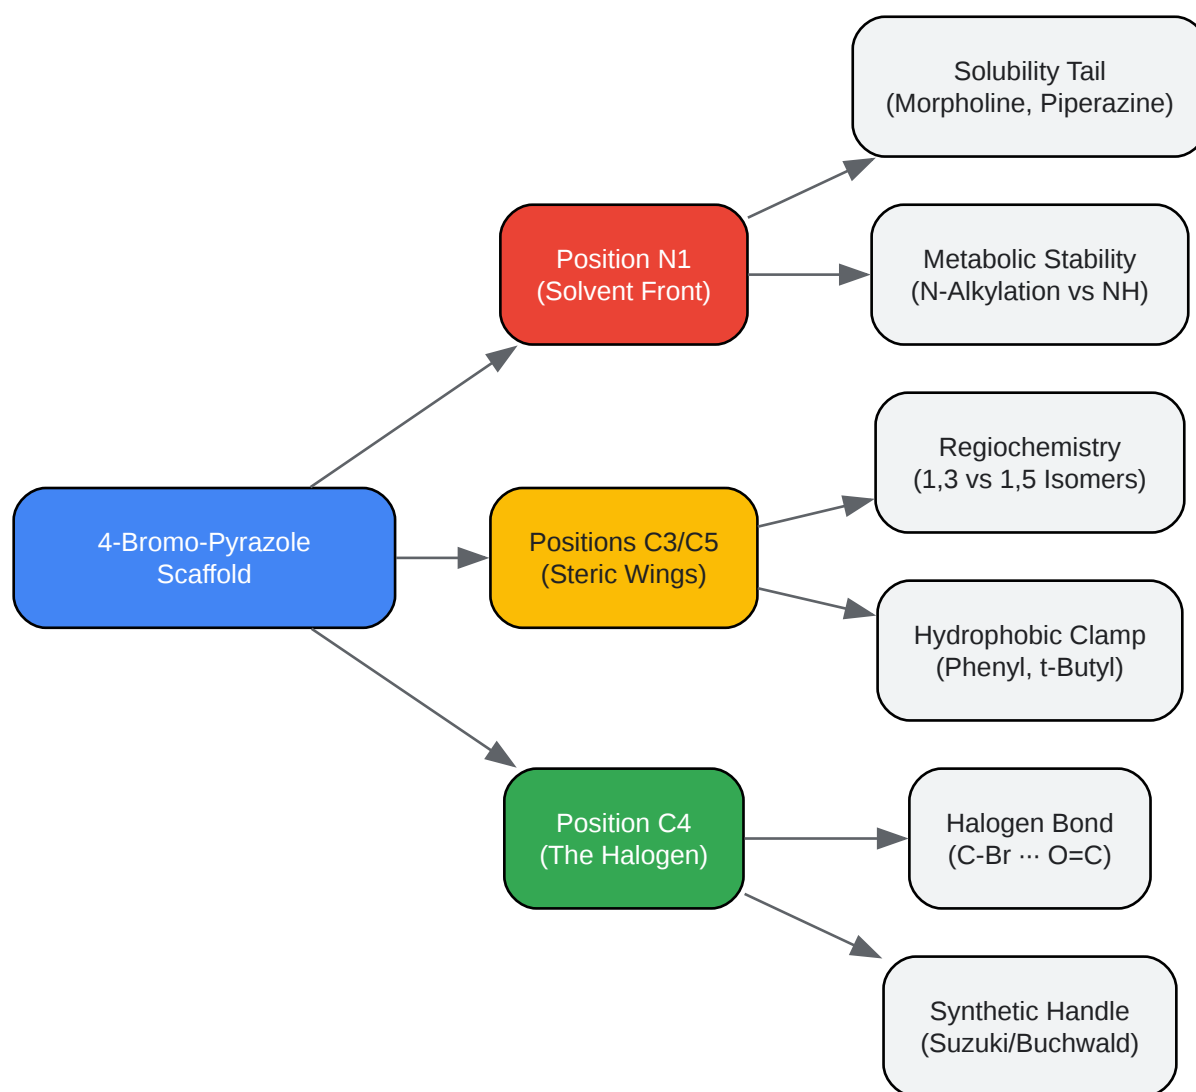 Solubility Tail
(Morpholine, Piperazine)
Position N1
(Solvent Front)
Metabolic Stability
(N-Alkylation vs NH)
Regiochemistry
(1,3 vs 1,5 Isomers)
4-Bromo-Pyrazole
Scaffold
Positions C3/C5
(Steric Wings)
Hydrophobic Clamp
(Phenyl, t-Butyl)
Position C4
(The Halogen)
Halogen Bond
(C-Br ··· O=C)
Synthetic Handle
(Suzuki/Buchwald)